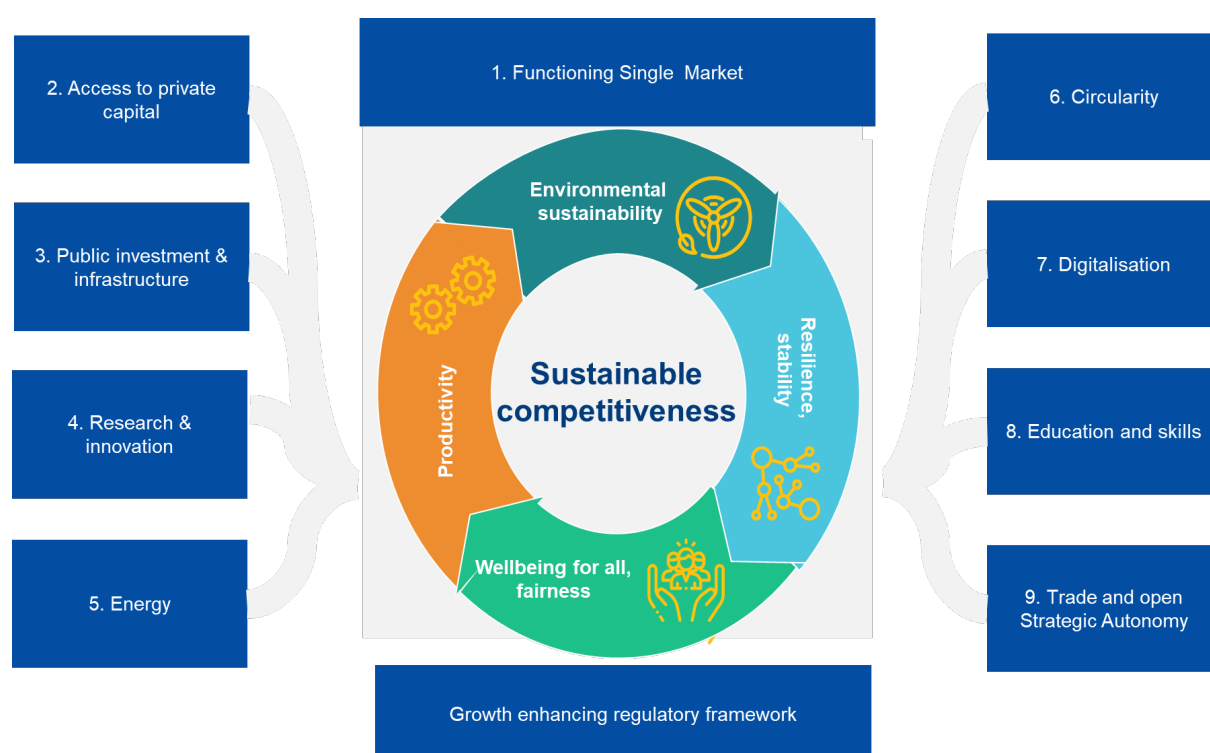 1. Functioning Single Market
2. Access to private
capital
3. Public investment &
infrastructure
4. Research &
innovation
5. Energy
Environmental
sustainability
Resilience,
stability
Wellbeing for all,
fairness
Productivity
Sustainable
competitiveness
6. Circularity
7. Digitalisation
8. Education and skills
9. Trade and open
Strategic Autonomy
Growth enhancing regulatory framework